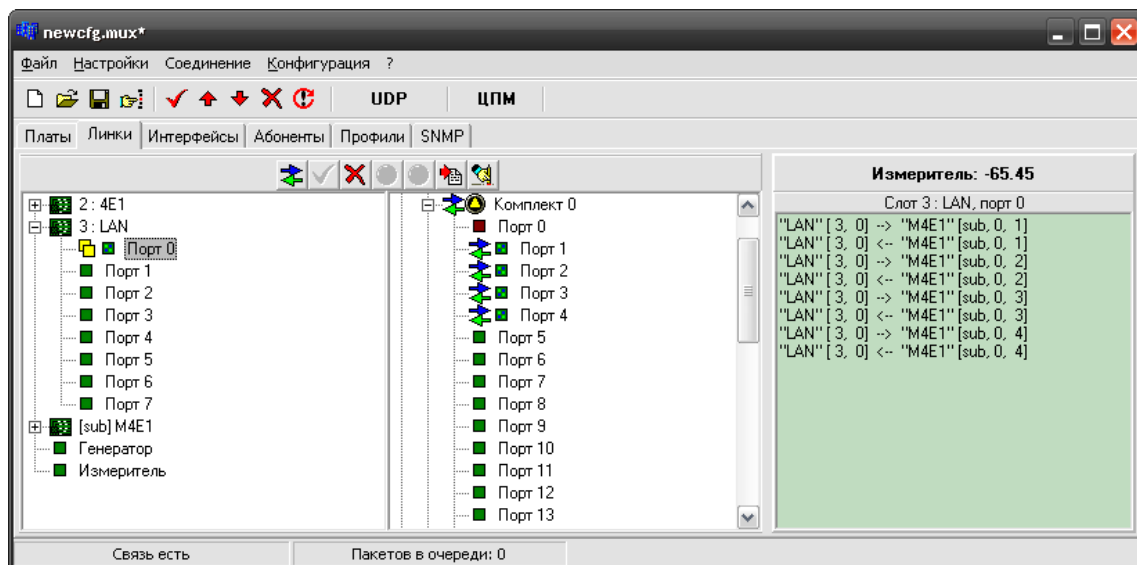 newcfg.mux*
Файл Настройки Соединение Конфигурация ?
UDP ЦПМ
Платы Линки Интерфейсы Абоненты Профили SNMP
2 : 4E1
3 : LAN
Порт 0
Порт 1
Порт 2
Порт 3
Порт 4
Порт 5
Порт 6
Порт 7
[sub] M4E1
Генератор
Измеритель
Комплект 0
Порт 0
Порт 1
Порт 2
Порт 3
Порт 4
Порт 5
Порт 6
Порт 7
Порт 8
Порт 9
Порт 10
Порт 11
Порт 12
Порт 13
Измеритель: -65.45
Слот 3 : LAN, порт 0
"LAN" [ 3, 0] --> "M4E1" [sub, 0, 1]
"LAN" [ 3, 0] <-- "M4E1" [sub, 0, 1]
"LAN" [ 3, 0] --> "M4E1" [sub, 0, 2]
"LAN" [ 3, 0] <-- "M4E1" [sub, 0, 2]
"LAN" [ 3, 0] --> "M4E1" [sub, 0, 3]
"LAN" [ 3, 0] <-- "M4E1" [sub, 0, 3]
"LAN" [ 3, 0] --> "M4E1" [sub, 0, 4]
"LAN" [ 3, 0] <-- "M4E1" [sub, 0, 4]
Связь есть
Пакетов в очереди: 0